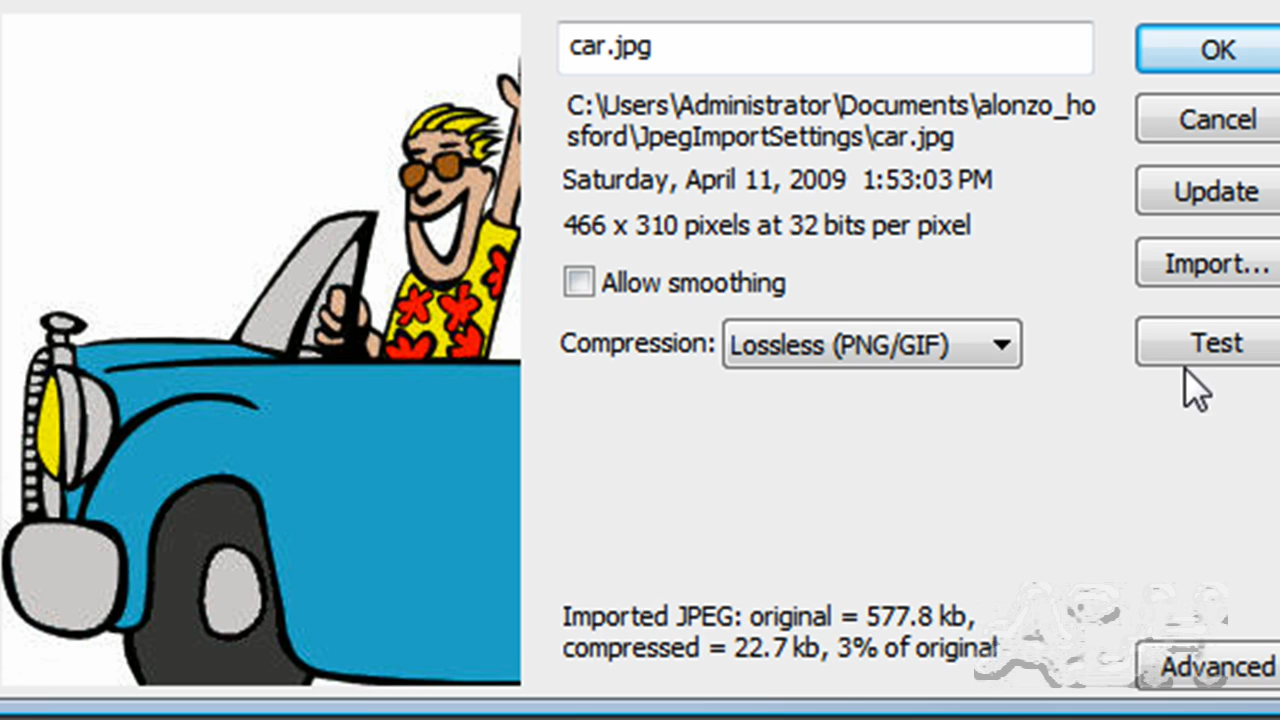 car.jpg
C:\Users\Administrator\Documents\alonzo_ho
sford\JpegImportSettings\car.jpg
Saturday, April 11, 2009  1:53:03 PM
466 x 310 pixels at 32 bits per pixel
Allow smoothing
Compression: Lossless (PNG/GIF)
Imported JPEG: original = 577.8 kb,
compressed = 22.7 kb, 3% of original
OK
Cancel
Update
Import...
Test
Advanced